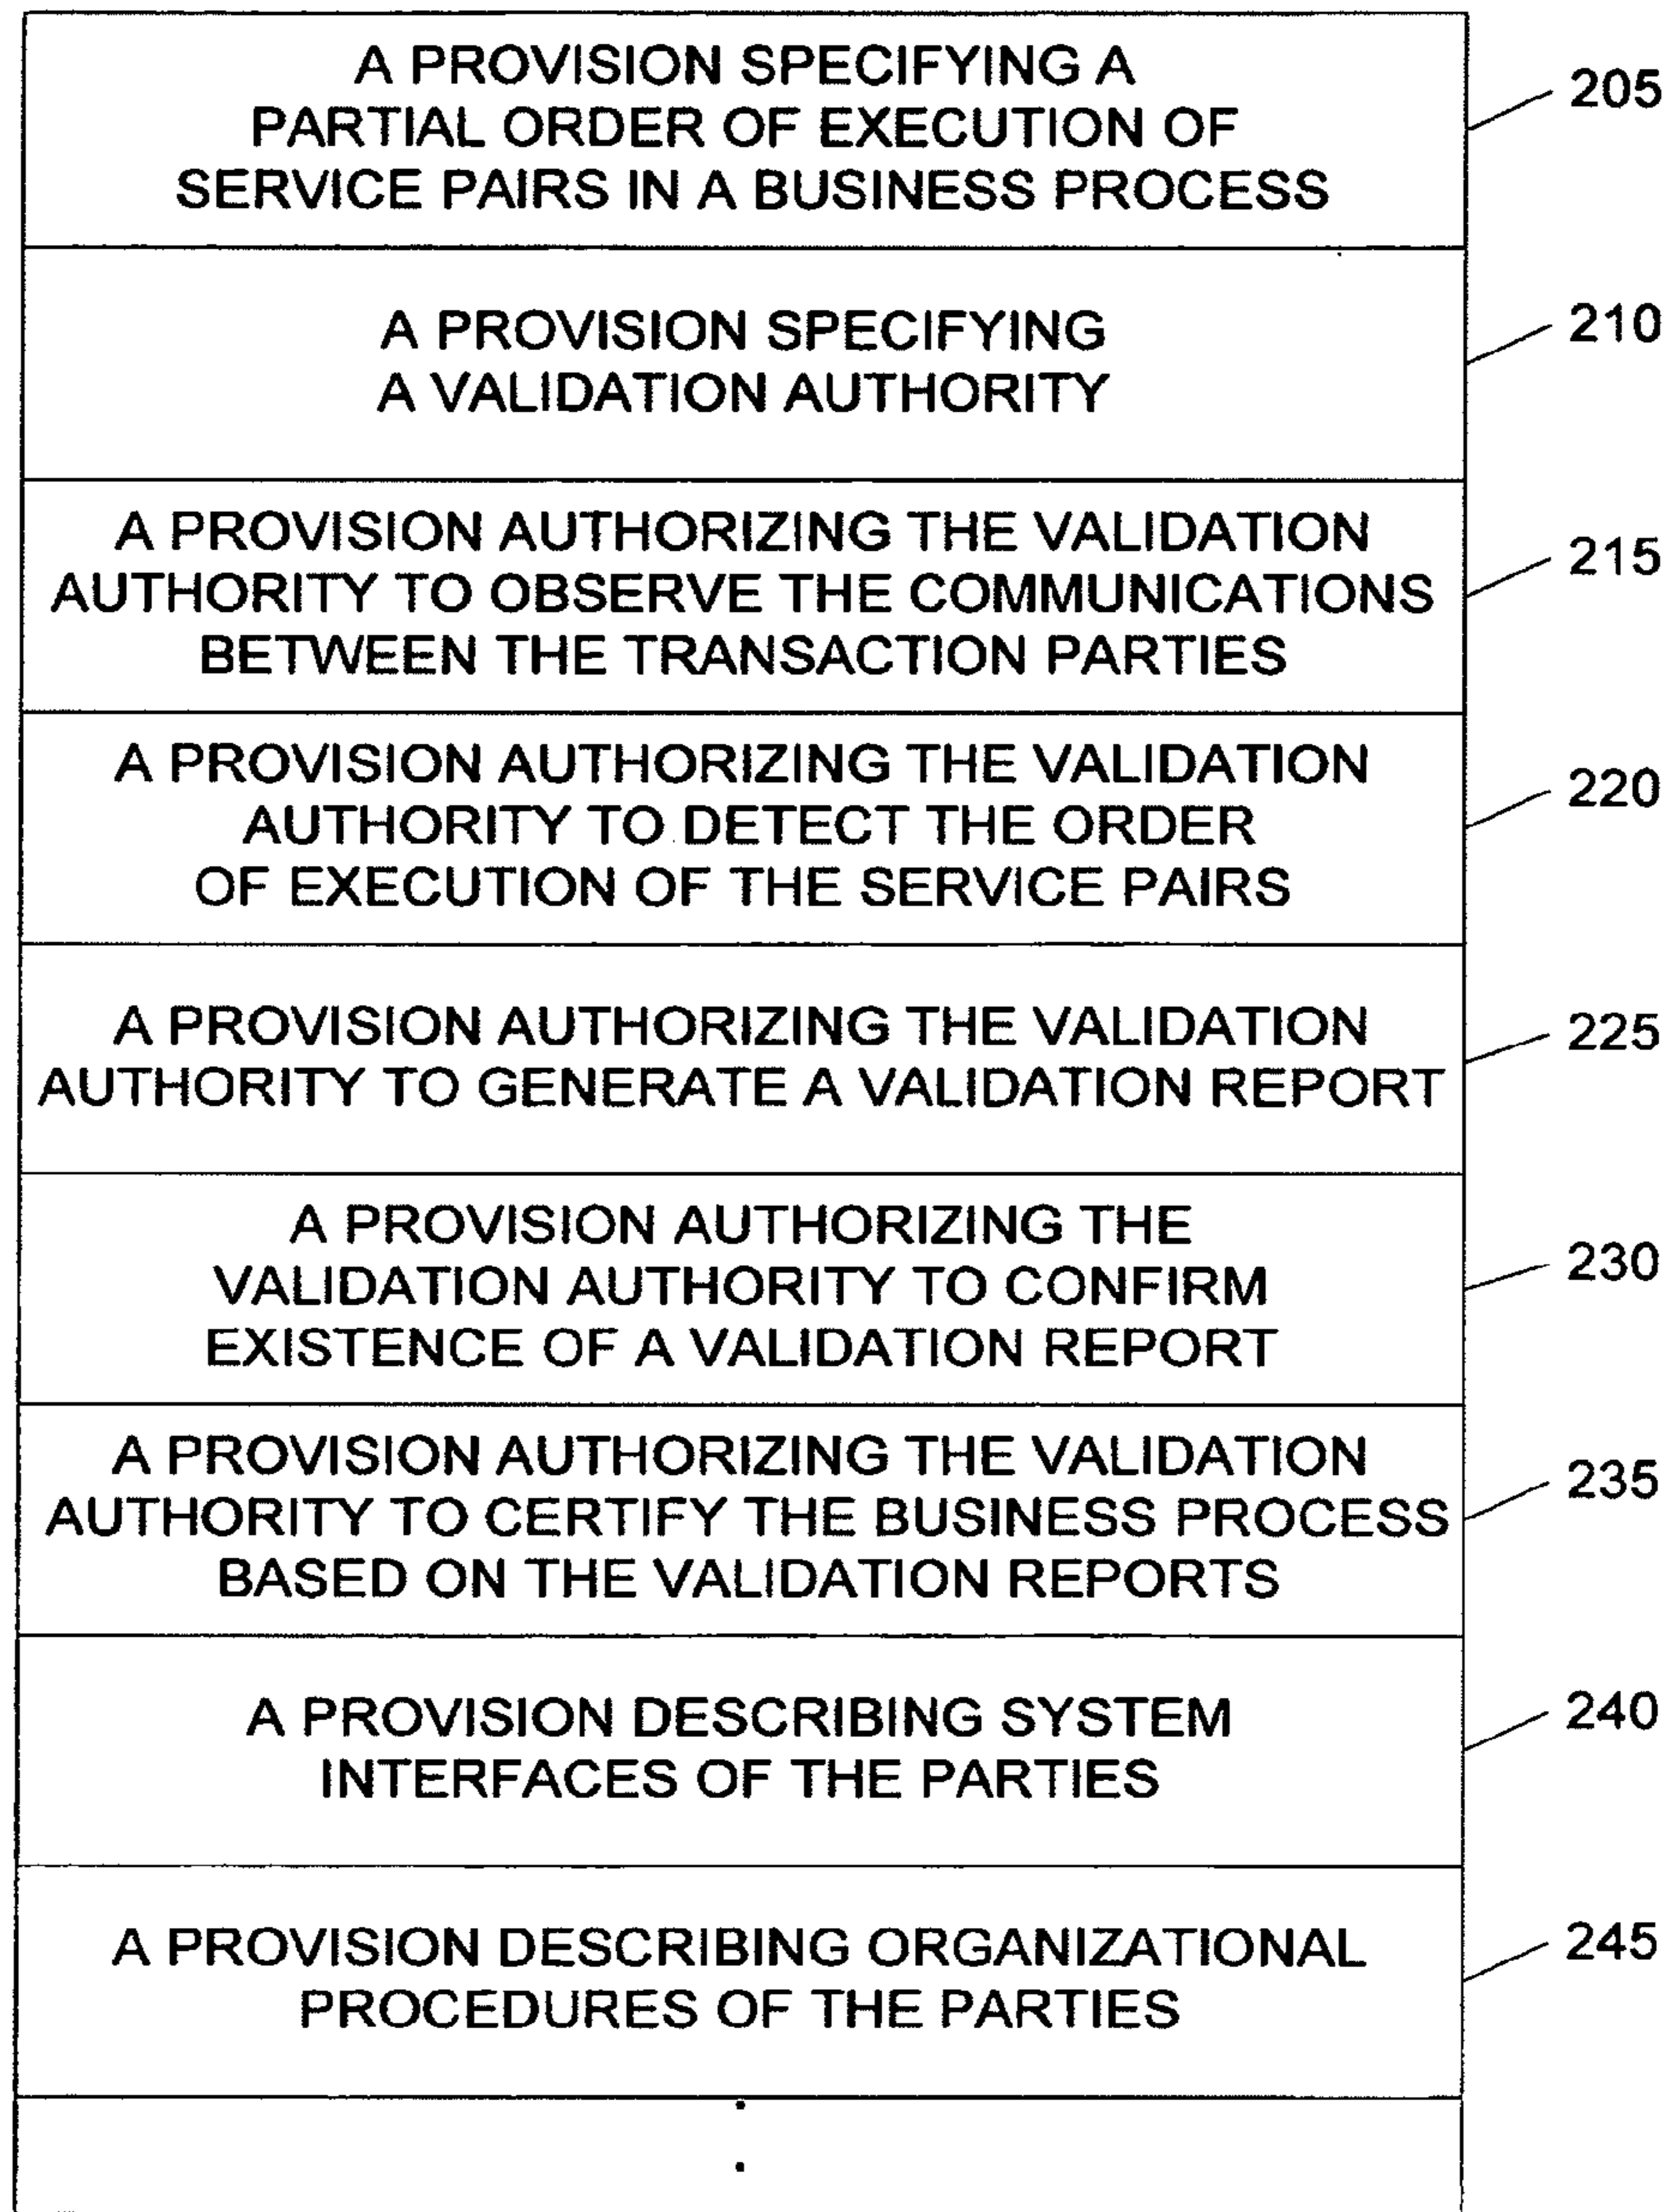 A PROVISION SPECIFYING A
PARTIAL ORDER OF EXECUTION OF
SERVICE PAIRS IN A BUSINESS PROCESS
205
A PROVISION SPECIFYING
A VALIDATION AUTHORITY
210
A PROVISION AUTHORIZING THE VALIDATION
AUTHORITY TO OBSERVE THE COMMUNICATIONS
BETWEEN THE TRANSACTION PARTIES
215
A PROVISION AUTHORIZING THE VALIDATION
AUTHORITY TO DETECT THE ORDER
OF EXECUTION OF THE SERVICE PAIRS
220
A PROVISION AUTHORIZING THE VALIDATION
AUTHORITY TO GENERATE A VALIDATION REPORT
225
A PROVISION AUTHORIZING THE
VALIDATION AUTHORITY TO CONFIRM
EXISTENCE OF A VALIDATION REPORT
230
A PROVISION AUTHORIZING THE VALIDATION
AUTHORITY TO CERTIFY THE BUSINESS PROCESS
BASED ON THE VALIDATION REPORTS
235
A PROVISION DESCRIBING SYSTEM
INTERFACES OF THE PARTIES
240
A PROVISION DESCRIBING ORGANIZATIONAL
PROCEDURES OF THE PARTIES
245